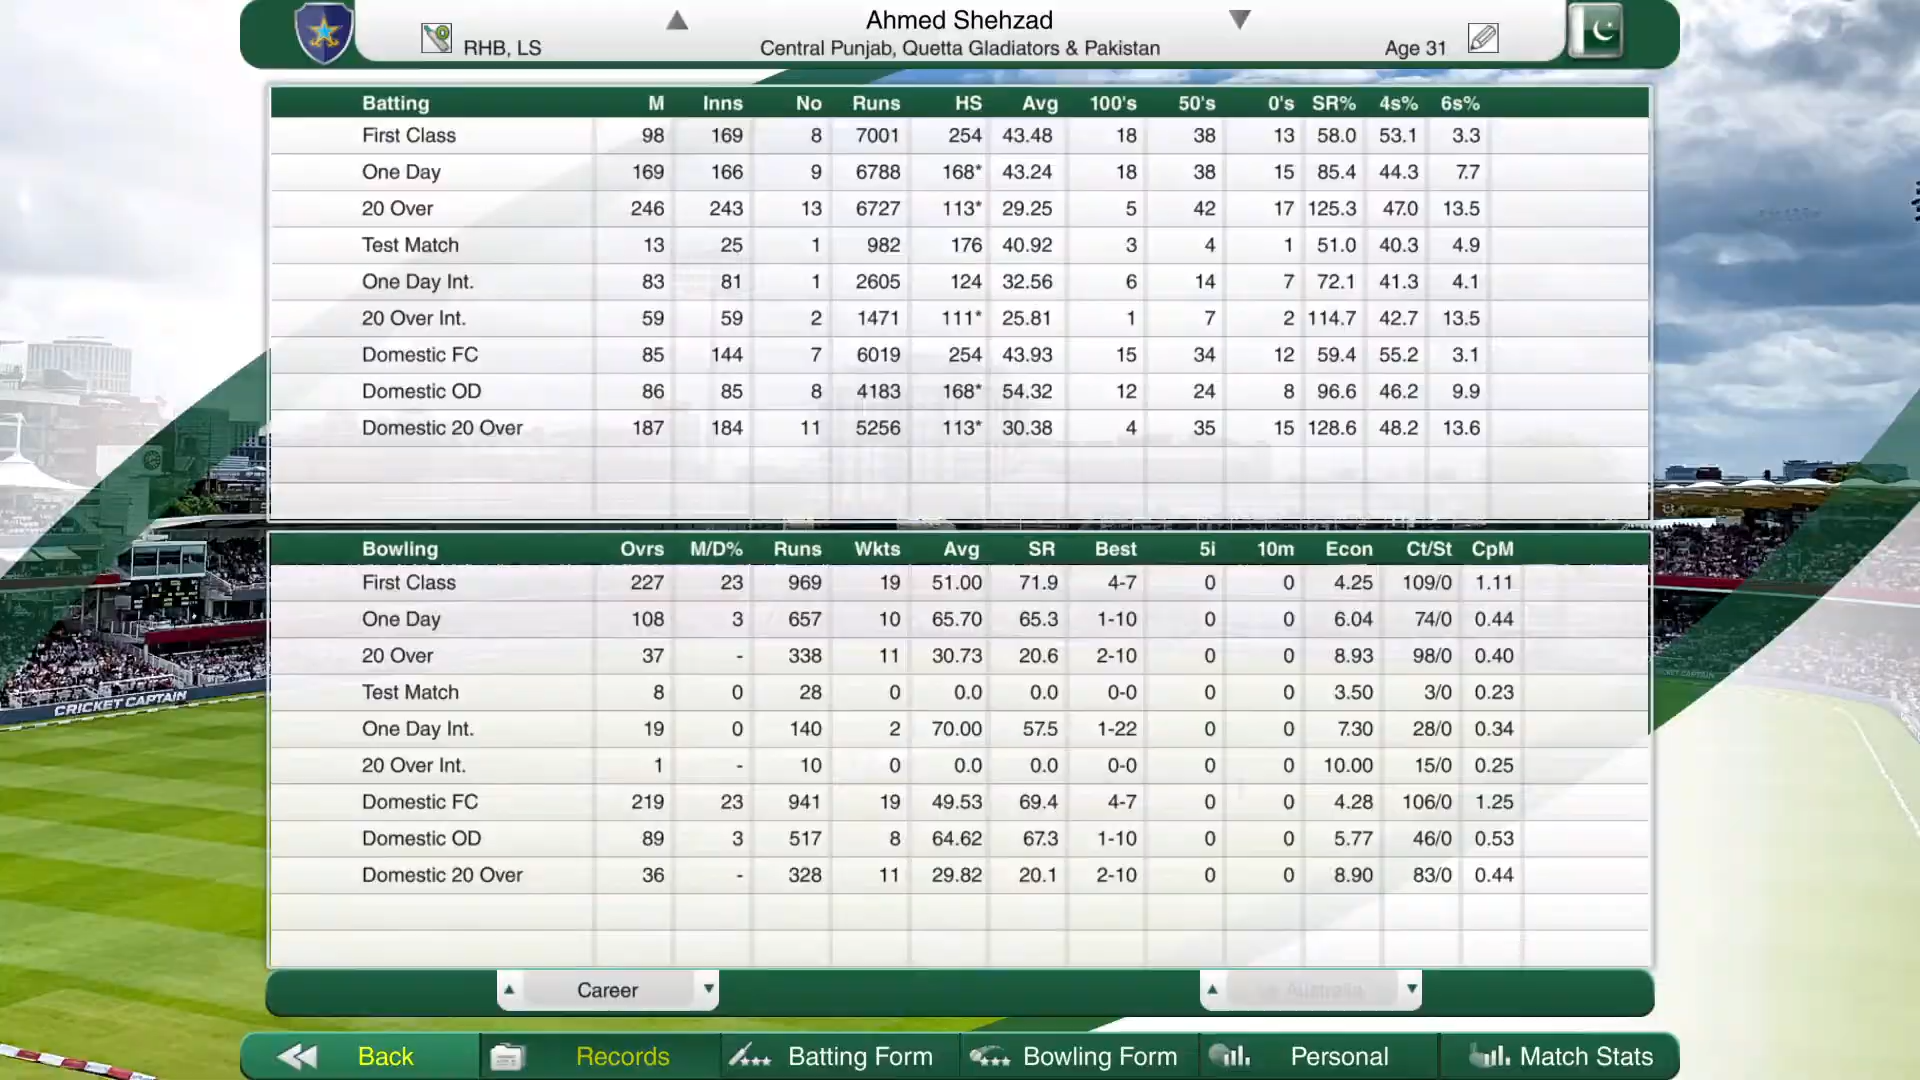 Ahmed Shehzad
RHB, LS
Central Punjab, Quetta Gladiators & Pakistan
Age 31
Batting M Inns No Runs HS Avg 100's 50's 0's SR% 4s% 6s%
First Class 98 169 8 7001 254 43.48 18 38 13 58.0 53.1 3.3
One Day 169 166 9 6788 168* 43.24 18 38 15 85.4 44.3 7.7
20 Over 246 243 13 6727 113* 29.25 5 42 17 125.3 47.0 13.5
Test Match 13 25 1 982 176 40.92 3 4 1 51.0 40.3 4.9
One Day Int. 83 81 1 2605 124 32.56 6 14 7 72.1 41.3 4.1
20 Over Int. 59 59 2 1471 111* 25.81 1 7 2 114.7 42.7 13.5
Domestic FC 85 144 7 6019 254 43.93 15 34 12 59.4 55.2 3.1
Domestic OD 86 85 8 4183 168* 54.32 12 24 8 96.6 46.2 9.9
Domestic 20 Over 187 184 11 5256 113* 30.38 4 35 15 128.6 48.2 13.6
Bowling Ovrs M/D% Runs Wkts Avg SR Best 5i 10m Econ Ct/St CpM
First Class 227 23 969 19 51.00 71.9 4-7 0 0 4.25 109/0 1.11
One Day 108 3 657 10 65.70 65.3 1-10 0 0 6.04 74/0 0.44
20 Over 37 - 338 11 30.73 20.6 2-10 0 0 8.93 98/0 0.40
Test Match 8 0 28 0 0.0 0.0 0-0 0 0 3.50 3/0 0.23
One Day Int. 19 0 140 2 70.00 57.5 1-22 0 0 7.30 28/0 0.34
20 Over Int. 1 - 10 0 0.0 0.0 0-0 0 0 10.00 15/0 0.25
Domestic FC 219 23 941 19 49.53 69.4 4-7 0 0 4.28 106/0 1.25
Domestic OD 89 3 517 8 64.62 67.3 1-10 0 0 5.77 46/0 0.53
Domestic 20 Over 36 - 328 11 29.82 20.1 2-10 0 0 8.90 83/0 0.44
CRICKET CAPTAIN
Career
Australia
Back Records Batting Form Bowling Form Personal Match Stats